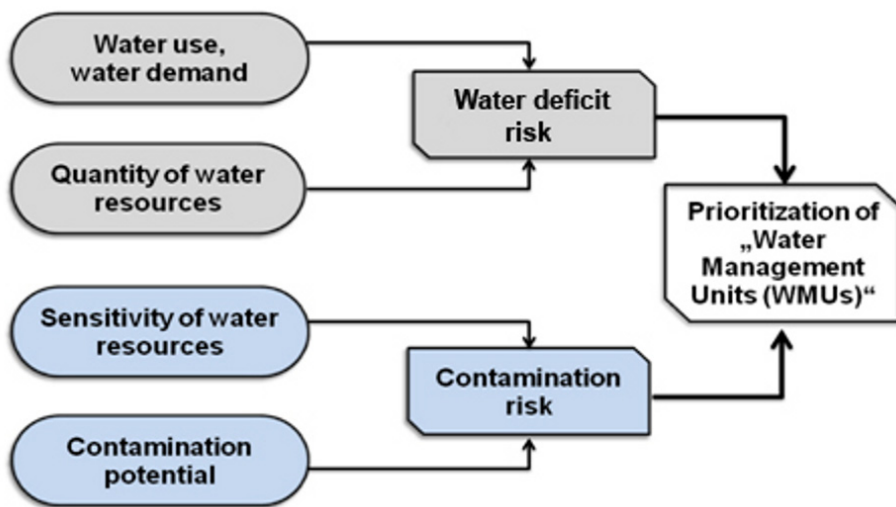 Water use,
water demand
Water deficit
risk
Quantity of water
resources
Prioritization of
„Water
Management
Units (WMUs)“
Sensitivity of water
resources
Contamination
risk
Contamination
potential